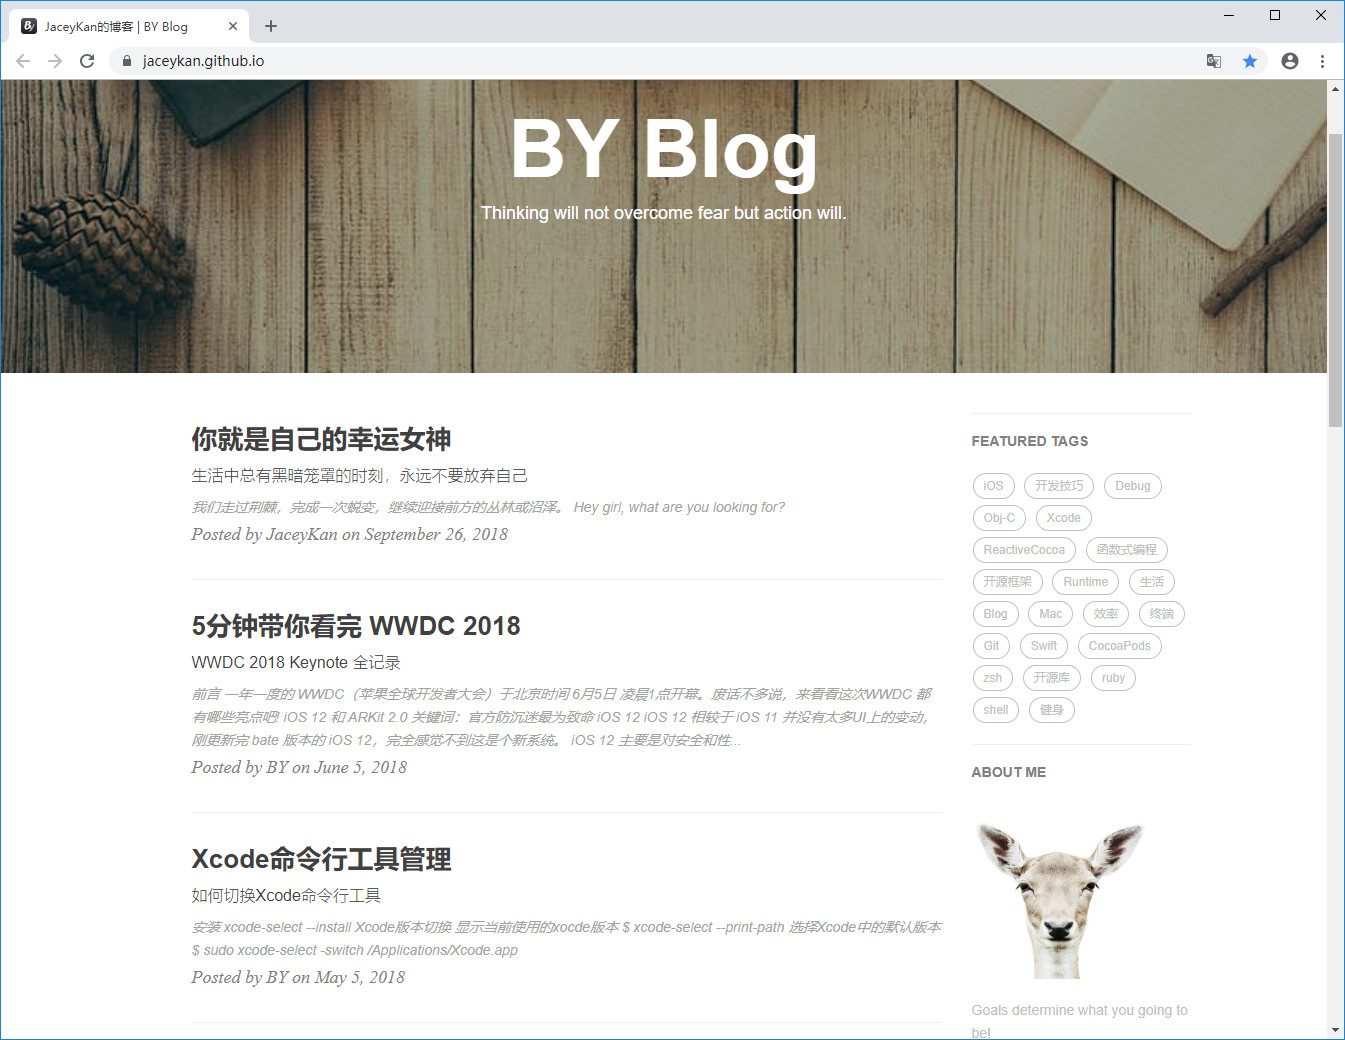 JaceyKan的博客 | BY Blog
jaceykan.github.io
BY Blog
Thinking will not overcome fear but action will.
你就是自己的幸运女神
生活中总有黑暗笼罩的时刻，永远不要放弃自己
我们走过荆棘，完成一次蜕变，继续迎接前方的丛林或沼泽。 Hey girl, what are you looking for?
Posted by JaceyKan on September 26, 2018
5分钟带你看完 WWDC 2018
WWDC 2018 Keynote 全记录
前言 一年一度的 WWDC（苹果全球开发者大会）于北京时间 6月5日 凌晨1点开幕。废话不多说，来看看这次WWDC 都
有哪些亮点吧! iOS 12 和 ARKit 2.0 关键词：官方防沉迷最为致命 iOS 12 iOS 12 相较于 iOS 11 并没有太多UI上的变动，
刚更新完 bate 版本的 iOS 12，完全感觉不到这是个新系统。 iOS 12 主要是对安全和性...
Posted by BY on June 5, 2018
Xcode命令行工具管理
如何切换Xcode命令行工具
安装 xcode-select --install Xcode版本切换 显示当前使用的xocde版本 $ xcode-select --print-path 选择Xcode中的默认版本
$ sudo xcode-select -switch /Applications/Xcode.app
Posted by BY on May 5, 2018
FEATURED TAGS
iOS 开发技巧 Debug
Obj-C Xcode
ReactiveCocoa 函数式编程
开源框架 Runtime 生活
Blog Mac 效率 终端
Git Swift CocoaPods
zsh 开源库 ruby
shell 健身
ABOUT ME
Goals determine what you going to
be!